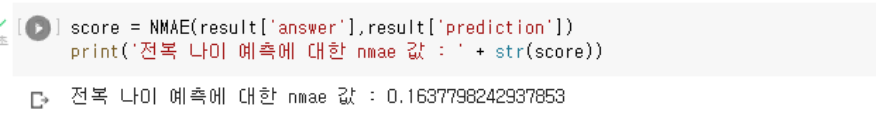 score = NMAE(result['answer'],result['prediction'])
print('전복 나이 예측에 대한 nmae 값 : ' + str(score))
초
전복 나이 예측에 대한 nmae 값 : 0.1637798242937853